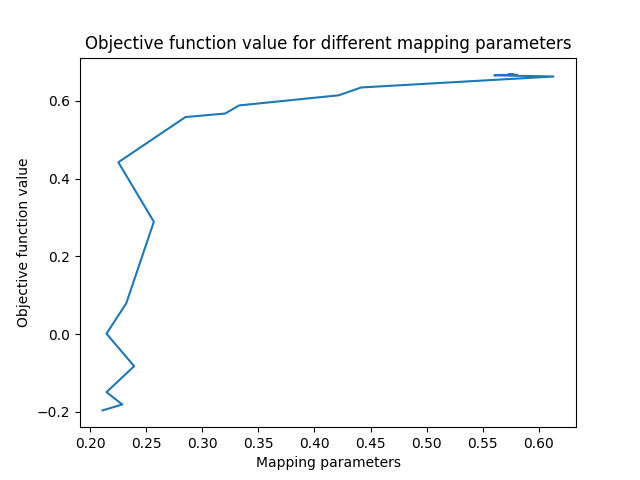 Objective function value for different mapping parameters
Objective function value
0.6
0.4
0.2
0.0
−0.2
0.20 0.25 0.30 0.35 0.40 0.45 0.50 0.55 0.60
Mapping parameters